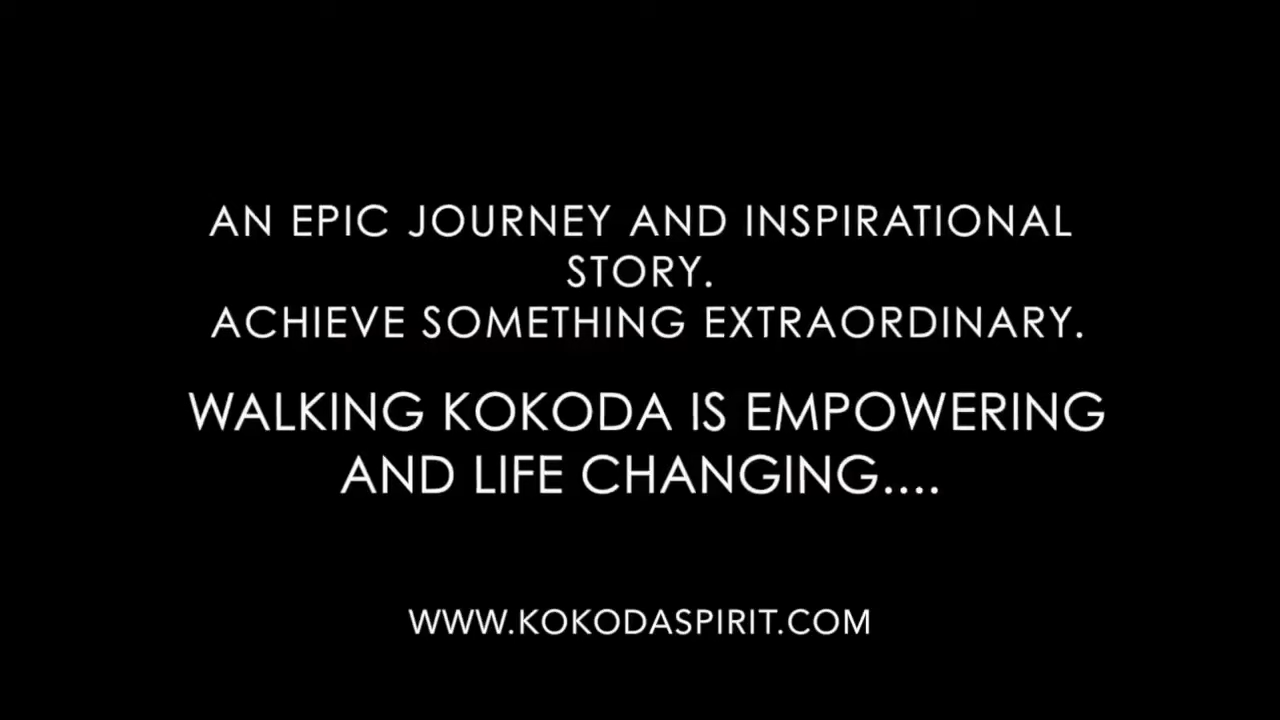 AN EPIC JOURNEY AND INSPIRATIONAL
STORY.
ACHIEVE SOMETHING EXTRAORDINARY.
WALKING KOKODA IS EMPOWERING
AND LIFE CHANGING....
WWW.KOKODASPIRIT.COM